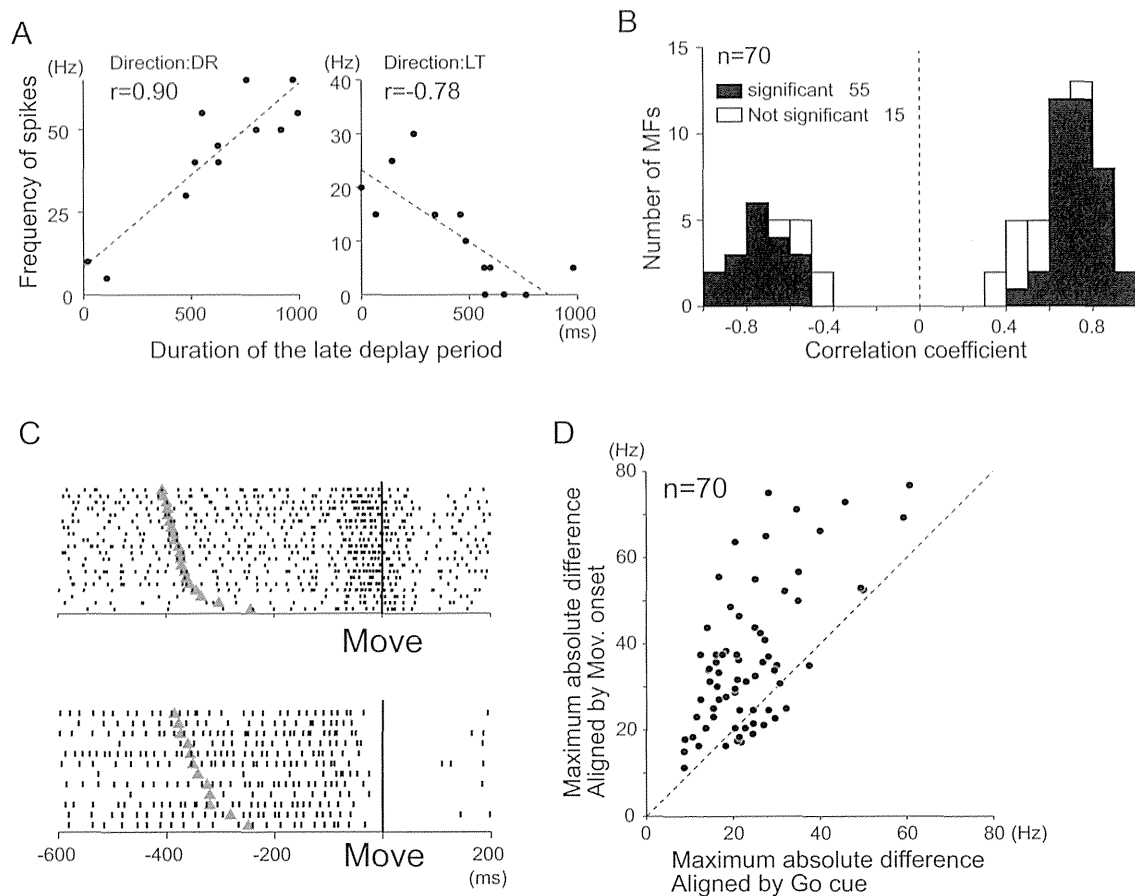 A
(Hz)
Direction:DR
r=0.90
50
25
0
0
500
1000
Frequency of spikes
(Hz)
Direction:LT
r=-0.78
40
30
20
10
0
0
500
1000
(ms)
Duration of the late deplay period
B
15
10
5
0
n=70
significant 55
Not significant 15
Number of MFs
-0.8
-0.4
0
0.4
0.8
Correlation coefficient
C
Move
-600
-400
-200
Move
200
(ms)
D
(Hz)
80
60
40
20
0
n=70
Maximum absolute difference
Aligned by Mov. onset
0
20
40
60
80
(Hz)
Maximum absolute difference
Aligned by Go cue